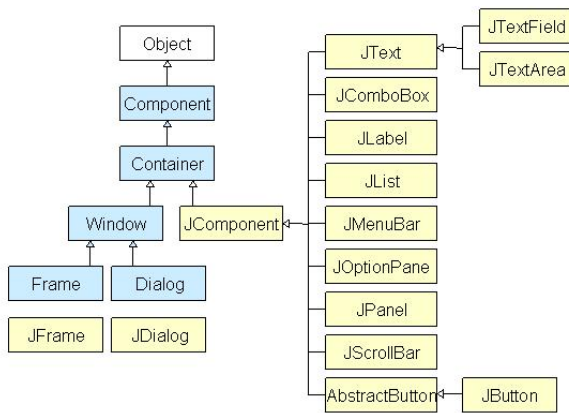 Object
Component
Container
Window
JComponent
Frame
Dialog
JFrame
JDialog
JText
JComboBox
JLabel
JList
JMenuBar
JOptionPane
JPanel
JScrollBar
AbstractButton
JTextField
JTextArea
JButton